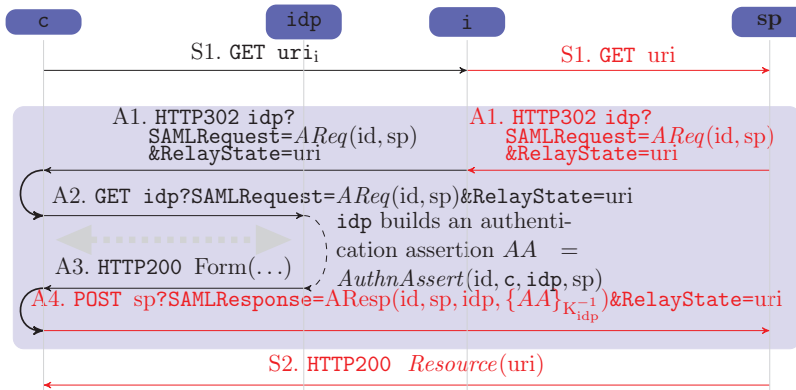 c idp i sp
S1. GET uri_i S1. GET uri
A1. HTTP302 idp? A1. HTTP302 idp?
SAMLRequest=AReq(id, sp) SAMLRequest=AReq(id, sp)
&RelayState=uri &RelayState=uri
A2. GET idp?SAMLRequest=AReq(id, sp)&RelayState=uri
idp builds an authenti-
cation assertion AA =
AuthnAssert(id, c, idp, sp)
A3. HTTP200 Form(...)
A4. POST sp?SAMLResponse=AResp(id, sp, idp, {AA}_{K_{idp}^{-1}})&RelayState=uri
S2. HTTP200 Resource(uri)